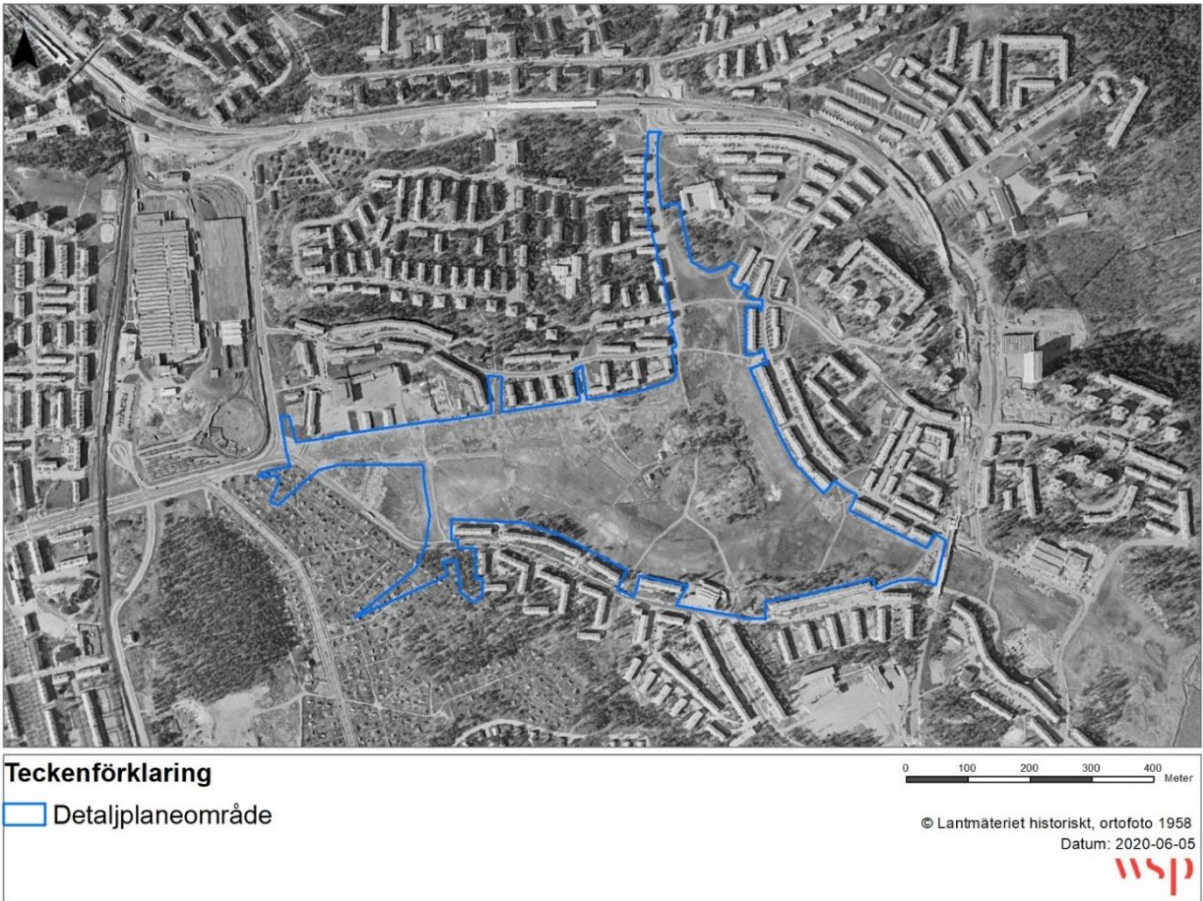 Teckenförklaring
Detaljplaneområde
0 100 200 300 400
Meter
© Lantmäteriet historiskt, ortofoto 1958
Datum: 2020-06-05
wsp